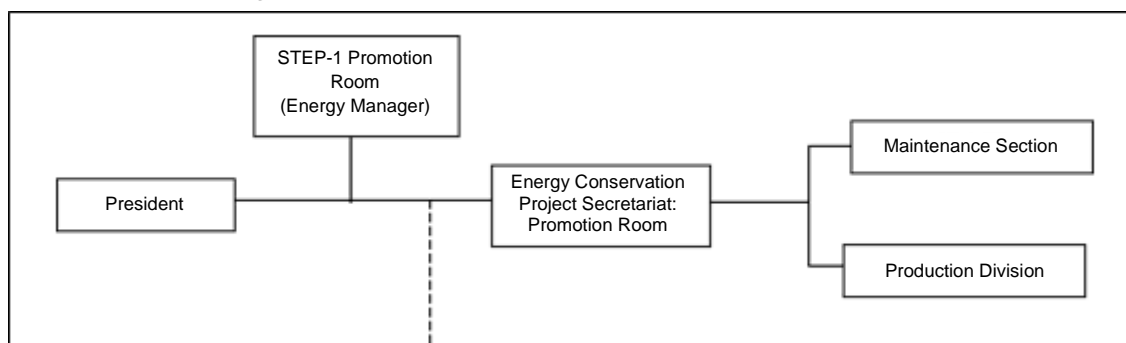 STEP-1 Promotion
Room
(Energy Manager)
Maintenance Section
Energy Conservation
Project Secretariat:
Promotion Room
President
Production Division